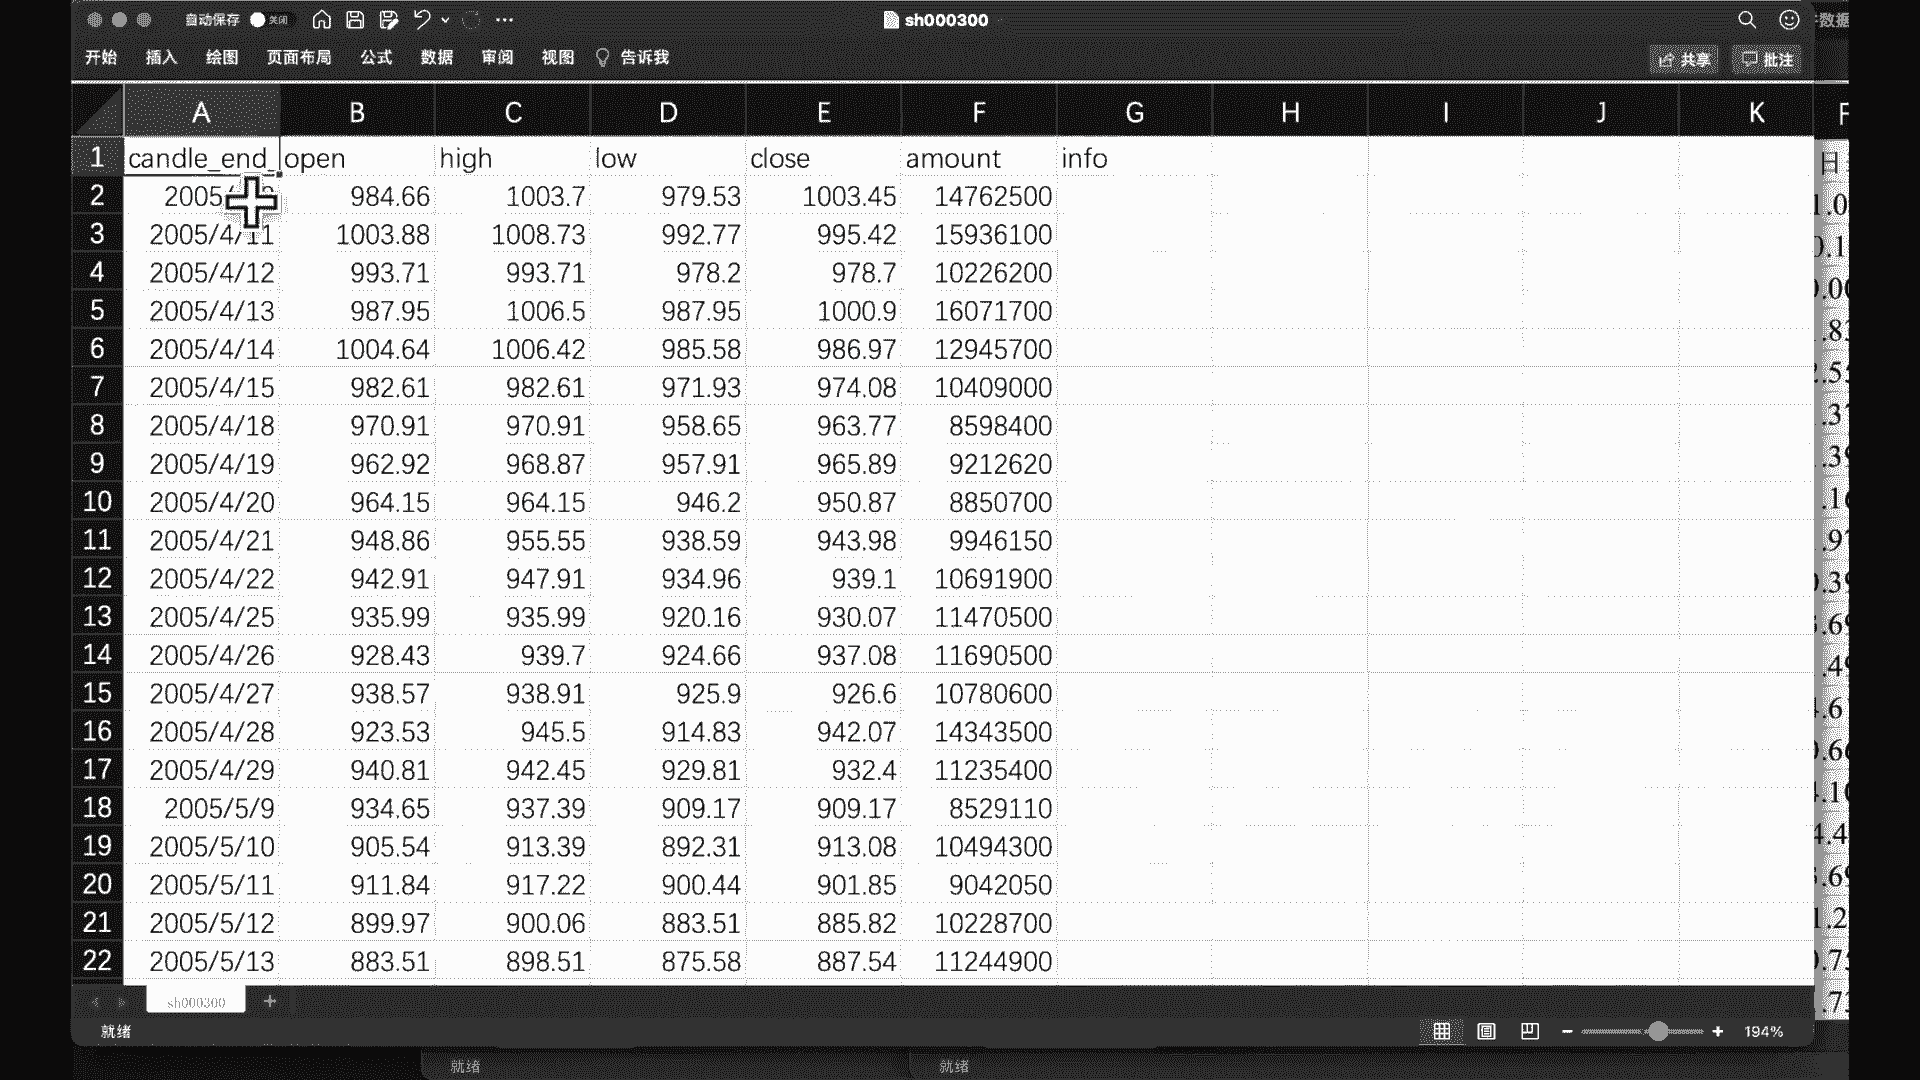 自动保存 关闭 sh000300
开始 插入 绘图 页面布局 公式 数据 审阅 视图 告诉我 共享 批注
A B C D E F G H I J K
1 candle_end_ open high low close amount info
2 2005/ 984.66 1003.7 979.53 1003.45 14762500
3 2005/4/11 1003.88 1008.73 992.77 995.42 15936100
4 2005/4/12 993.71 993.71 978.2 978.7 10226200
5 2005/4/13 987.95 1006.5 987.95 1000.9 16071700
6 2005/4/14 1004.64 1006.42 985.58 986.97 12945700
7 2005/4/15 982.61 982.61 971.93 974.08 10409000
8 2005/4/18 970.91 970.91 958.65 963.77 8598400
9 2005/4/19 962.92 968.87 957.91 965.89 9212620
10 2005/4/20 964.15 964.15 946.2 950.87 8850700
11 2005/4/21 948.86 955.55 938.59 943.98 9946150
12 2005/4/22 942.91 947.91 934.96 939.1 10691900
13 2005/4/25 935.99 935.99 920.16 930.07 11470500
14 2005/4/26 928.43 939.7 924.66 937.08 11690500
15 2005/4/27 938.57 938.91 925.9 926.6 10780600
16 2005/4/28 923.53 945.5 914.83 942.07 14343500
17 2005/4/29 940.81 942.45 929.81 932.4 11235400
18 2005/5/9 934.65 937.39 909.17 909.17 8529110
19 2005/5/10 905.54 913.39 892.31 913.08 10494300
20 2005/5/11 911.84 917.22 900.44 901.85 9042050
21 2005/5/12 899.97 900.06 883.51 885.82 10228700
22 2005/5/13 883.51 898.51 875.58 887.54 11244900
sh000300
就绪 194%
就绪 就绪